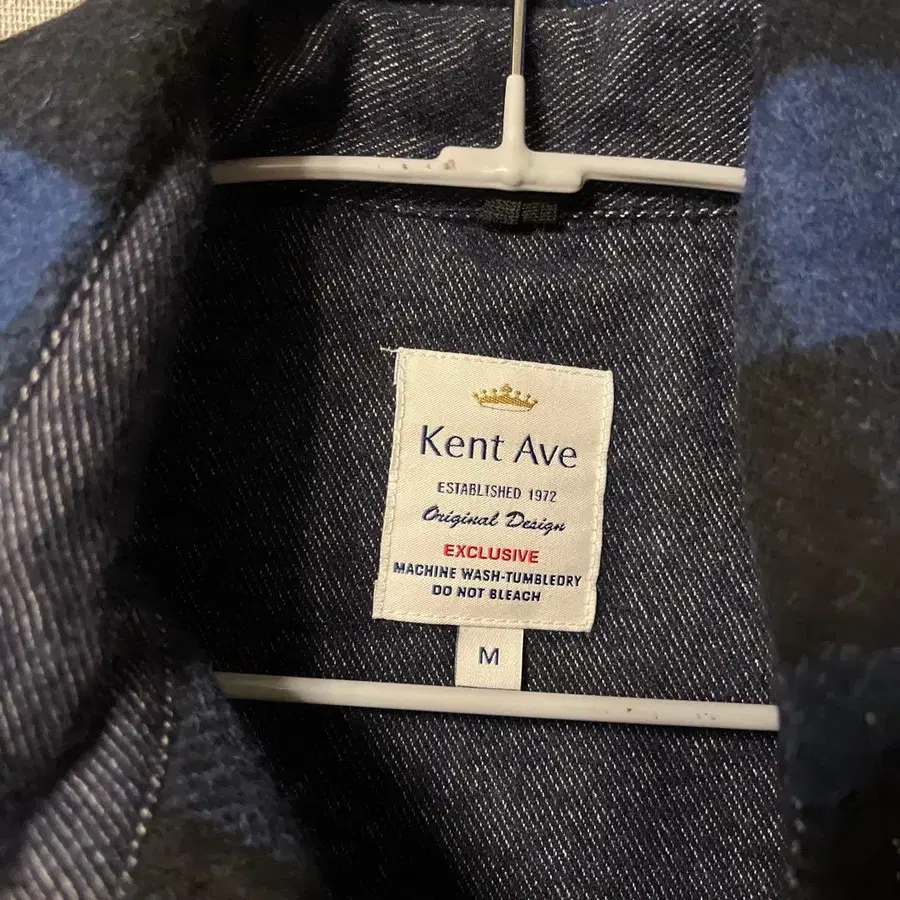 Kent Ave
ESTABLISHED 1972
Original Design
EXCLUSIVE
MACHINE WASH-TUMBLEDRY
DO NOT BLEACH
M